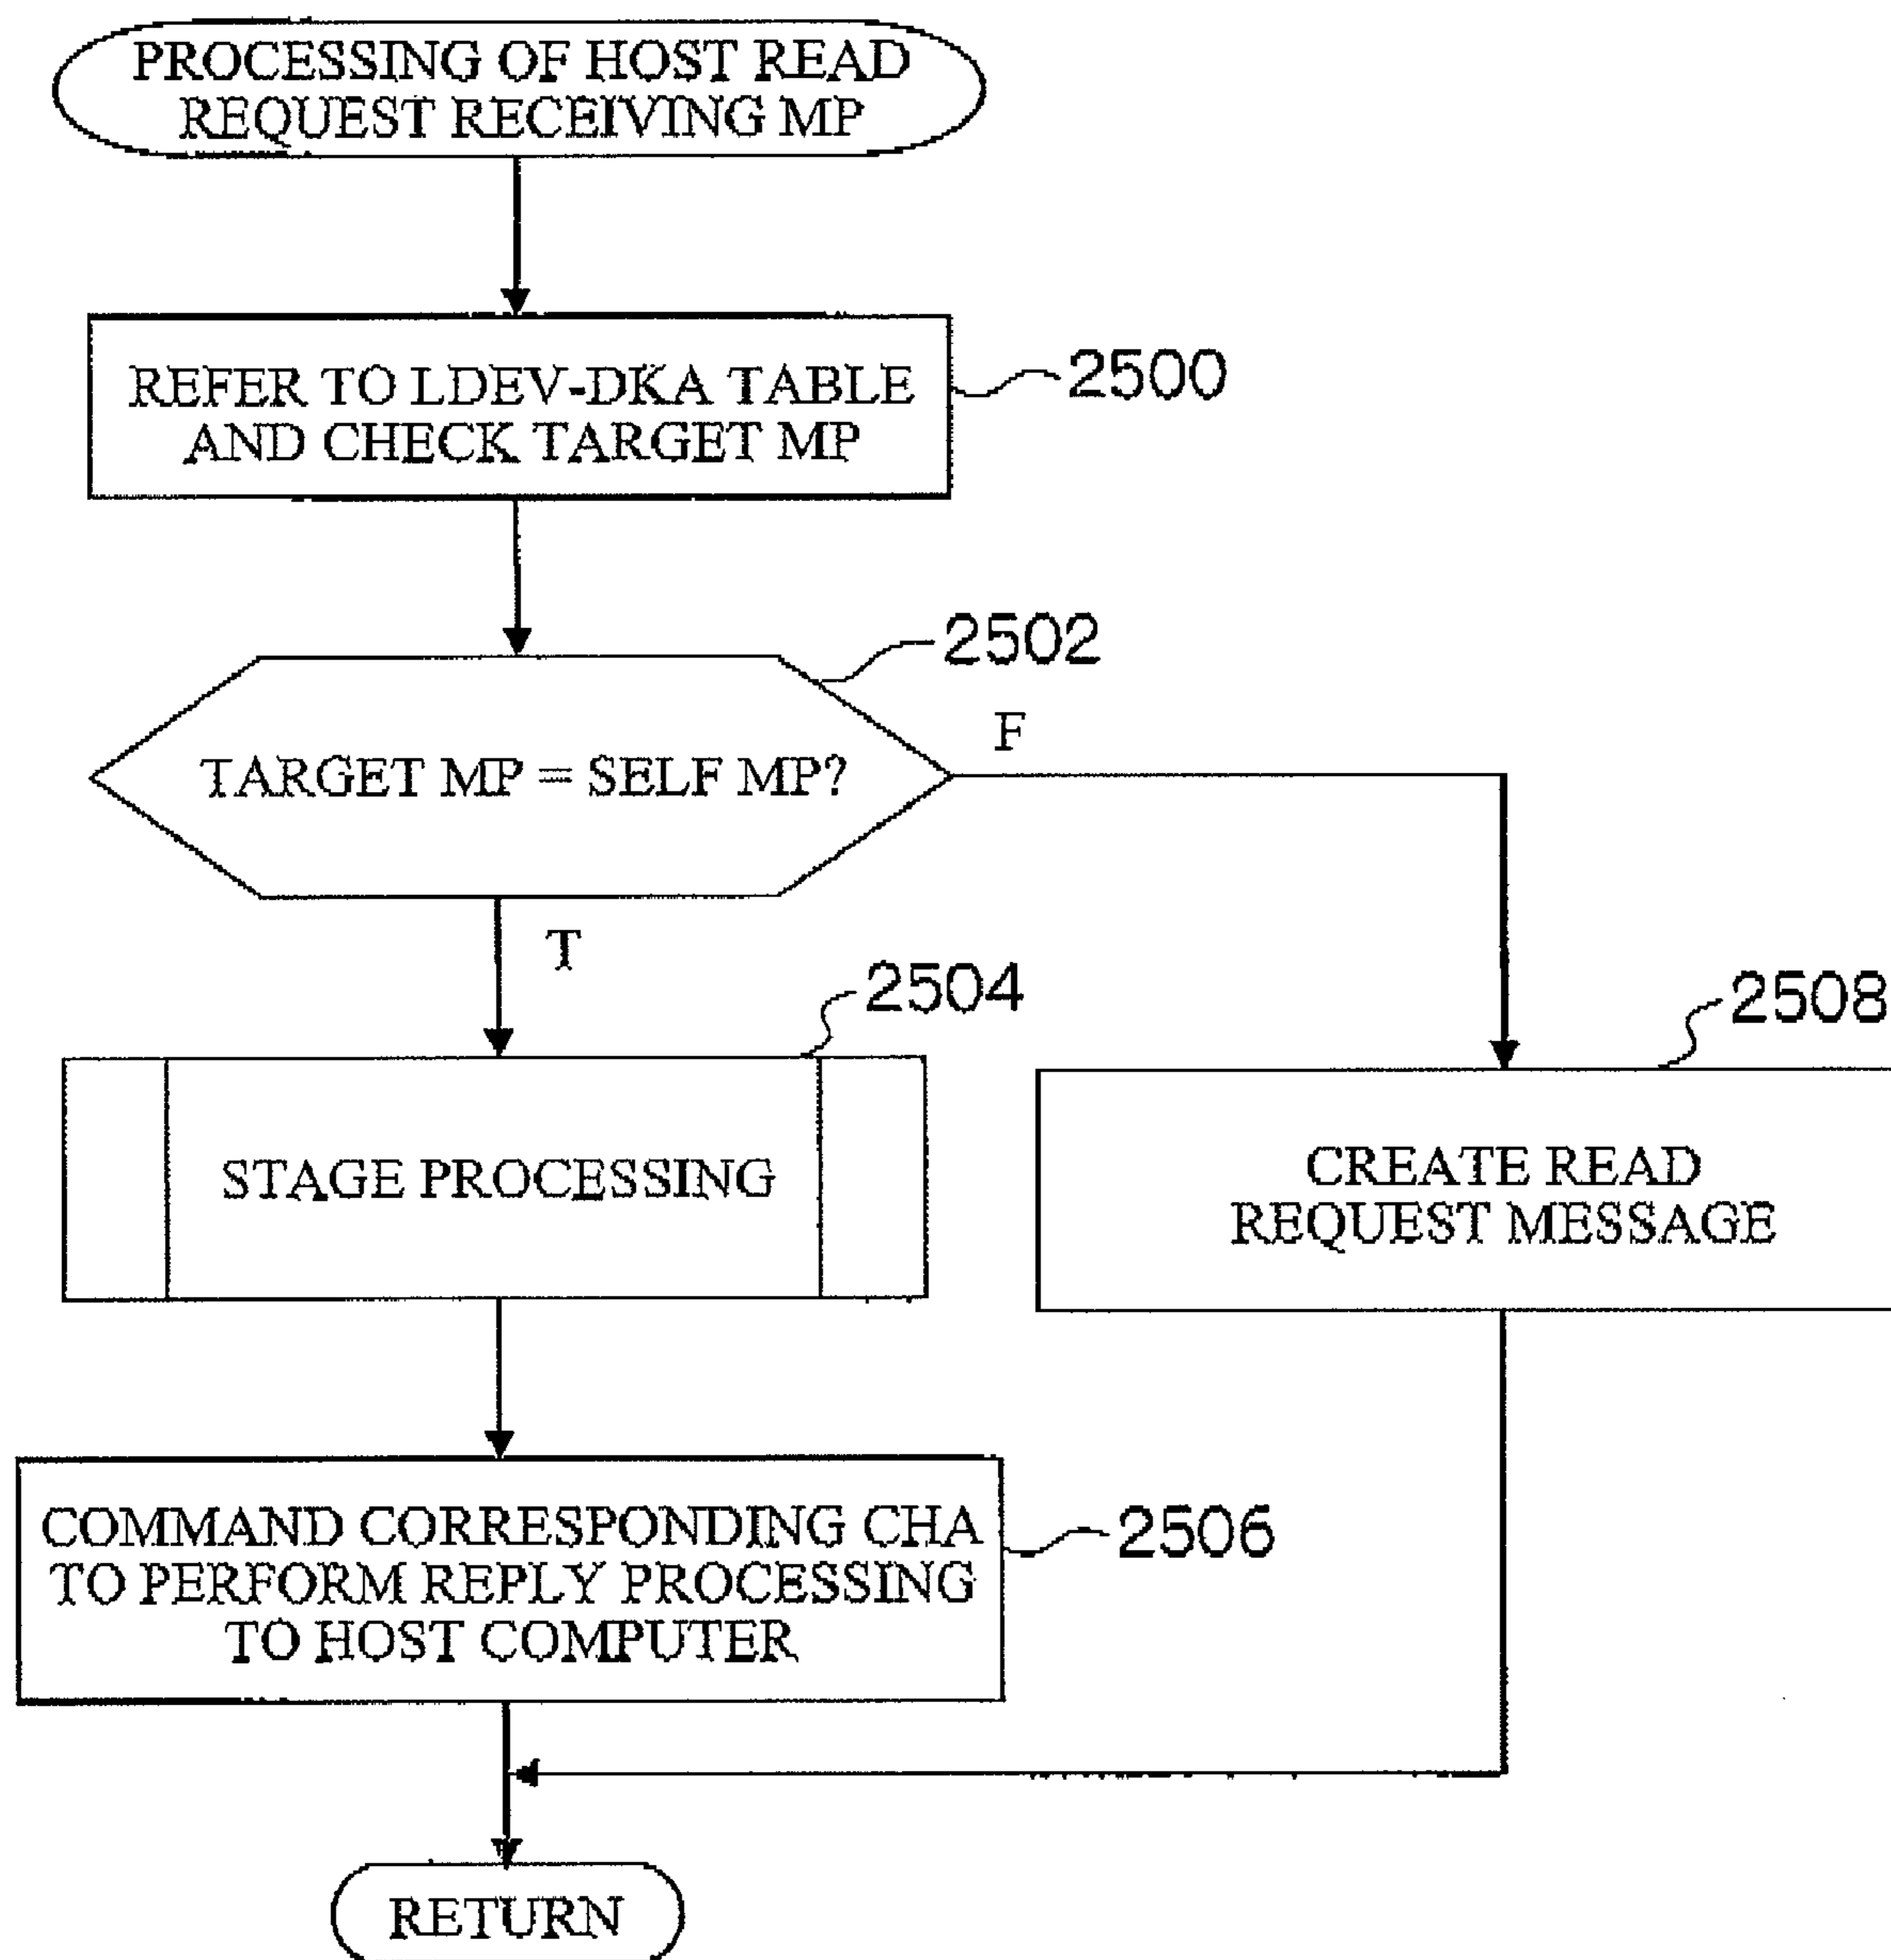 PROCESSING OF HOST READ
REQUEST RECEIVING MP
REFER TO LDEV-DKA TABLE
AND CHECK TARGET MP
2500
2502
TARGET MP = SELF MP?
F
T
2504
STAGE PROCESSING
2508
CREATE READ
REQUEST MESSAGE
COMMAND CORRESPONDING CHA
TO PERFORM REPLY PROCESSING
TO HOST COMPUTER
2506
RETURN